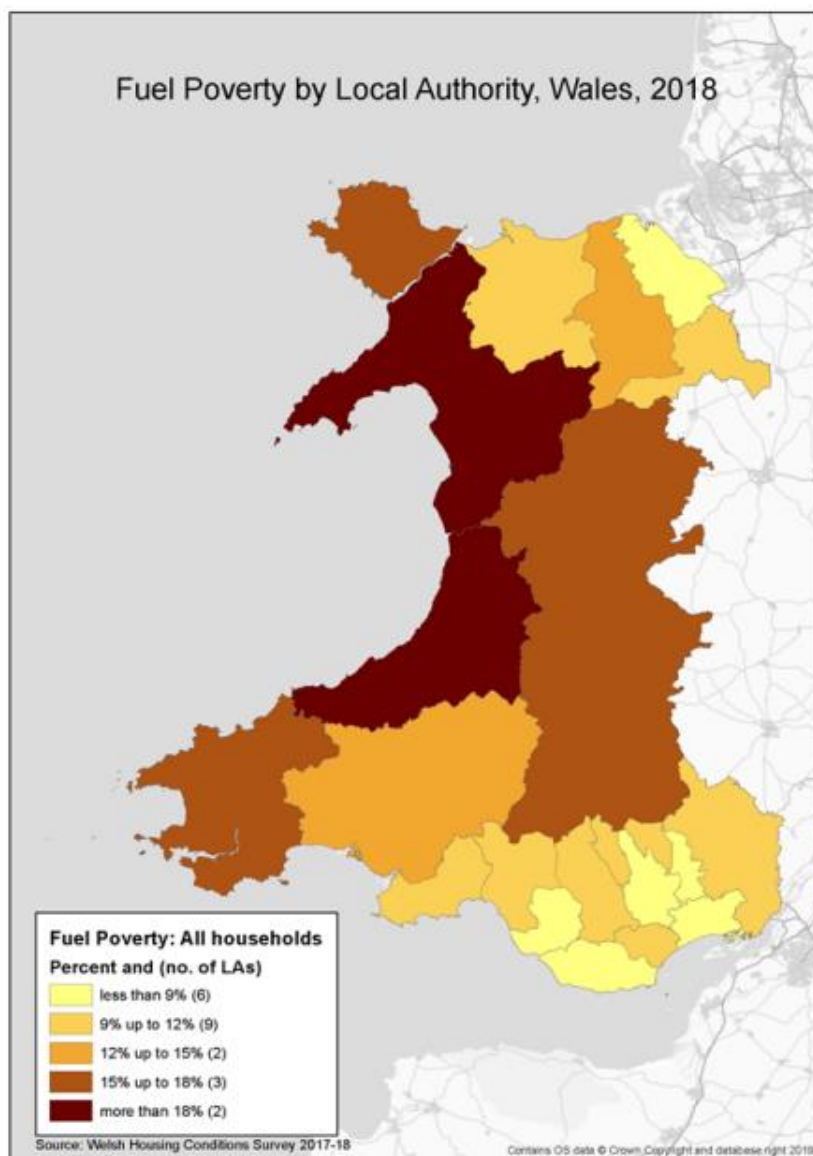 Fuel Poverty by Local Authority, Wales, 2018
Fuel Poverty: All households
Percent and (no. of LAs)
less than 9% (6)
9% up to 12% (9)
12% up to 15% (2)
15% up to 18% (3)
more than 18% (2)
Source: Welsh Housing Conditions Survey 2017-18
Contains OS data © Crown Copyright and database right 2019